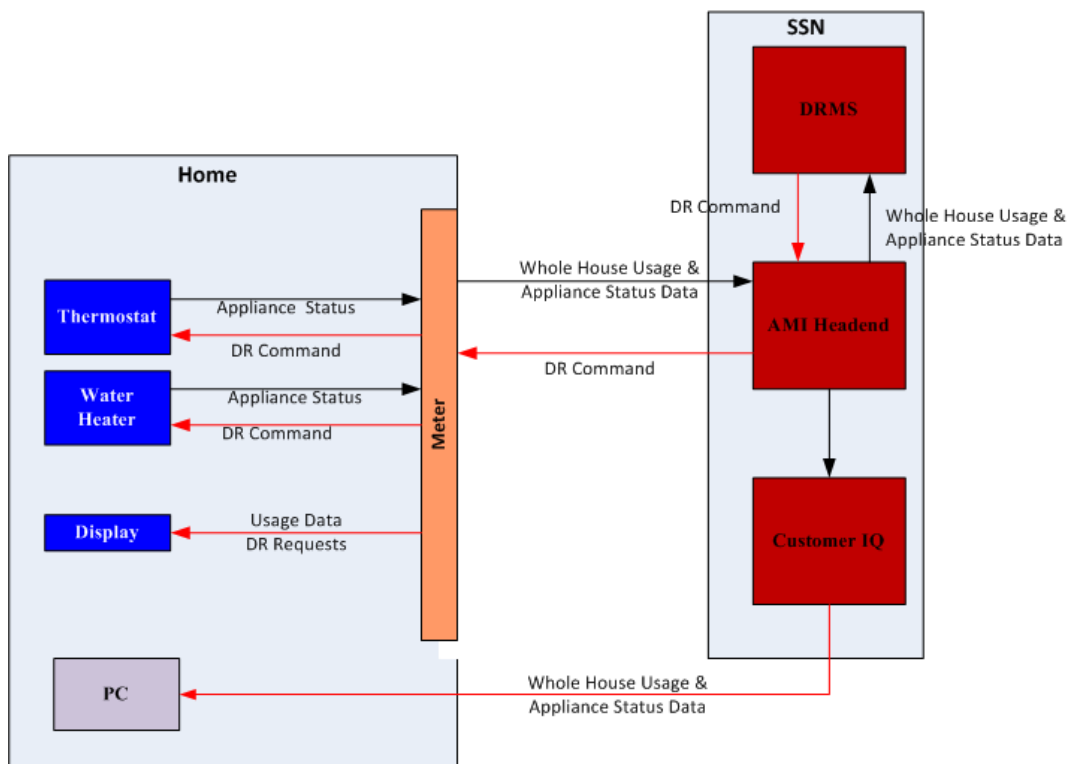 SSN
DRMS
Home
DR Command
Whole House Usage &
Appliance Status Data
Whole House Usage &
Appliance Status Data
Thermostat
Appliance  Status
AMI Headend
DR Command
DR Command
Water
Heater
Appliance Status
DR Command
Meter
Display
Usage Data
DR Requests
Customer IQ
PC
Whole House Usage &
Appliance Status Data